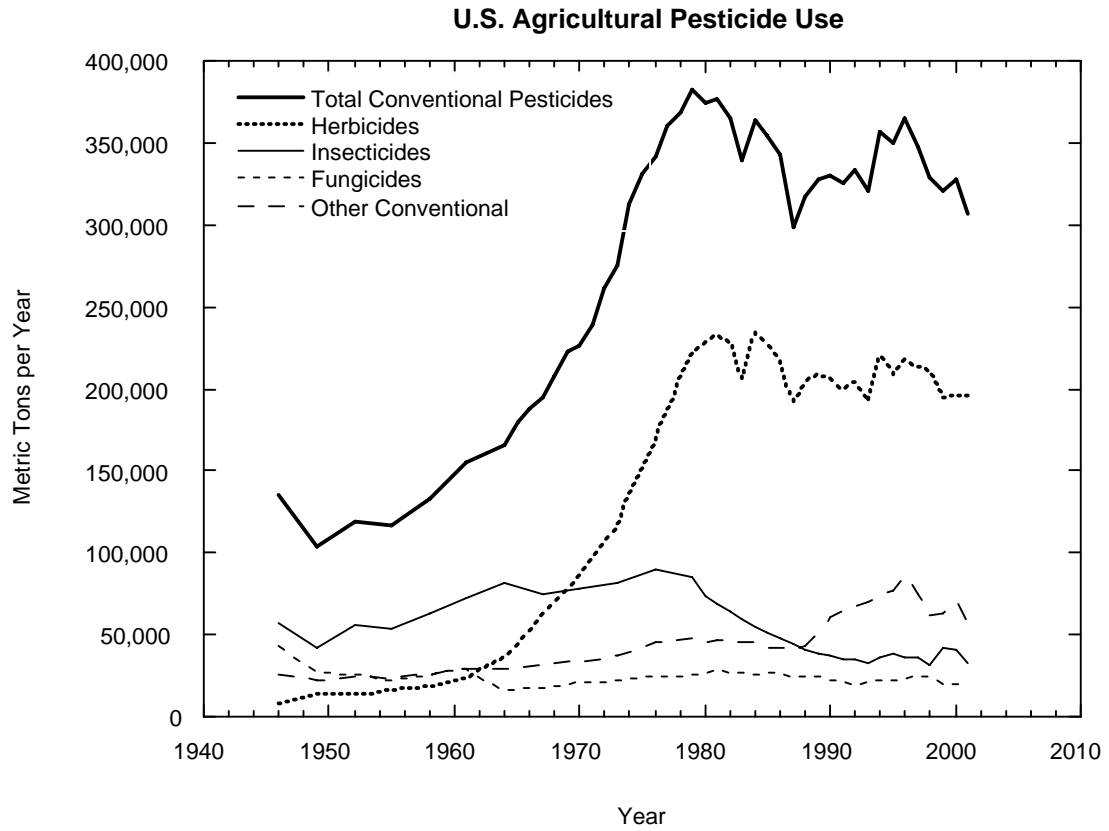 U.S. Agricultural Pesticide Use
400,000
350,000
300,000
250,000
200,000
150,000
100,000
50,000
0
Metric Tons per Year
Total Conventional Pesticides
Herbicides
Insecticides
Fungicides
Other Conventional
1940 1950 1960 1970 1980 1990 2000 2010
Year